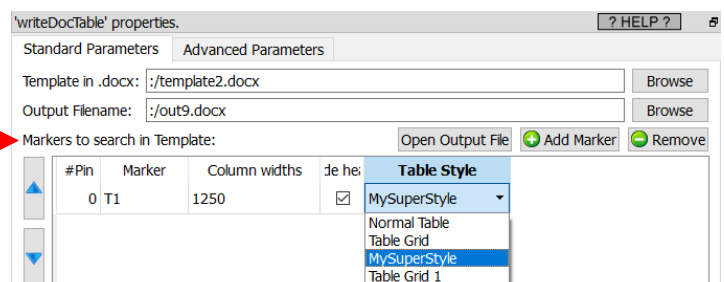 'writeDocTable' properties. ? HELP ?
Standard Parameters Advanced Parameters
Template in .docx: :/template2.docx Browse
Output Filename: :/out9.docx Browse
Markers to search in Template: Open Output File Add Marker Remove
#Pin Marker Column widths de hea Table Style
0 T1 1250 MySuperStyle
Normal Table
Table Grid
MySuperStyle
Table Grid 1